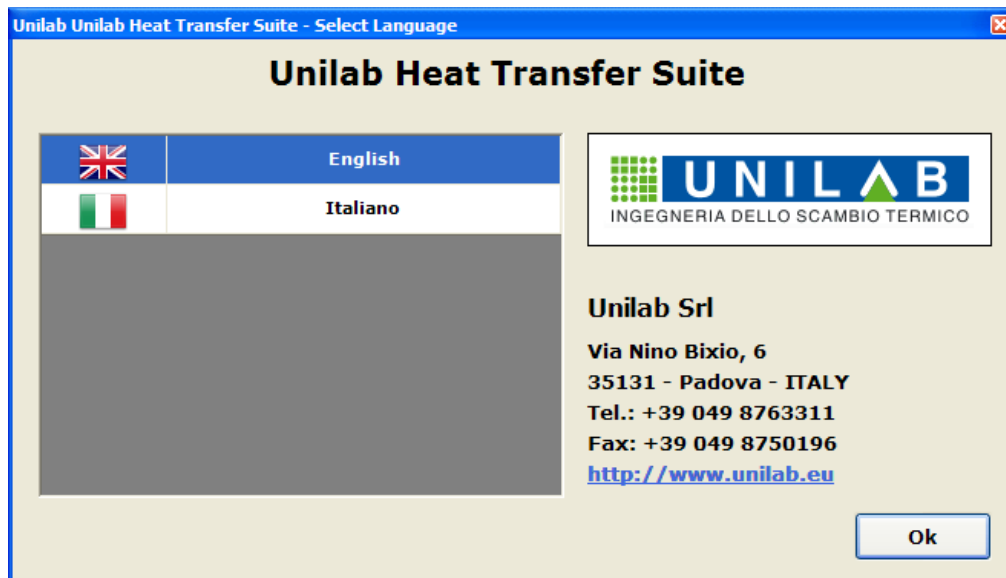 Unilab Unilab Heat Transfer Suite - Select Language
Unilab Heat Transfer Suite
English
Italiano
UNILAB
INGEGNERIA DELLO SCAMBIO TERMICO
Unilab Srl
Via Nino Bixio, 6
35131 - Padova - ITALY
Tel.: +39 049 8763311
Fax: +39 049 8750196
http://www.unilab.eu
Ok